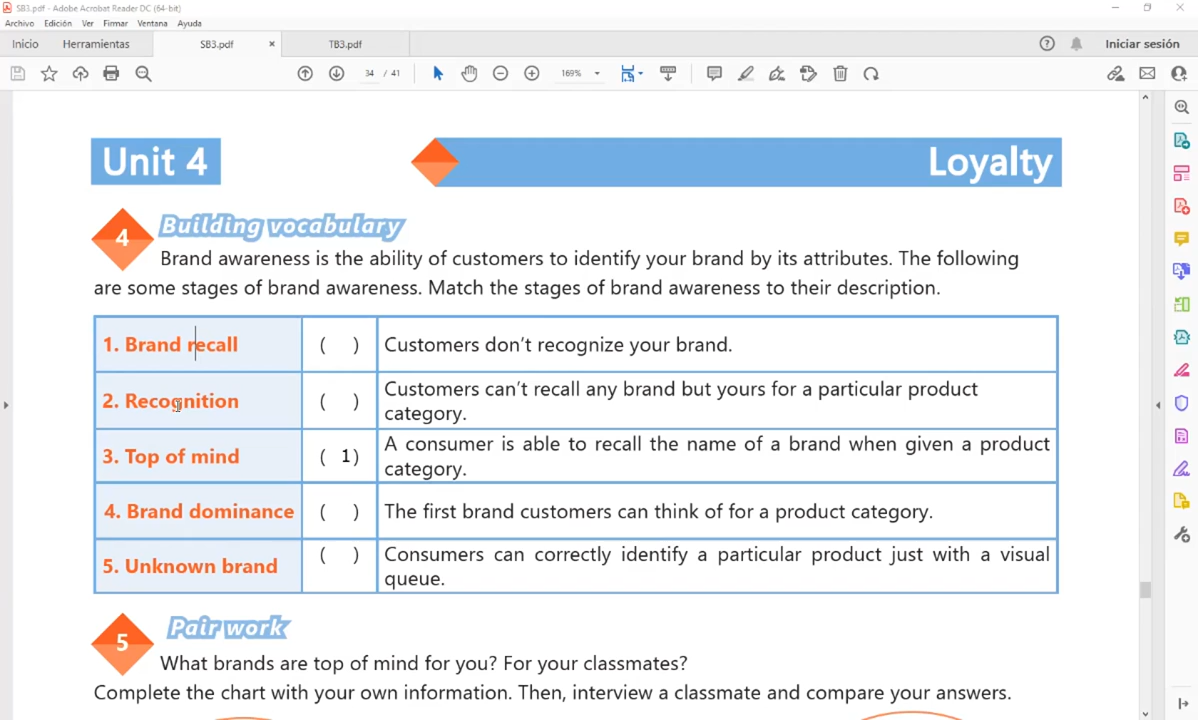 SB3.pdf - Adobe Acrobat Reader DC (64-bit)
Archivo Edición Ver Firmar Ventana Ayuda
Inicio Herramientas SB3.pdf × TB3.pdf Iniciar sesión
34 / 41 169%
Unit 4 Loyalty
4 Building vocabulary
Brand awareness is the ability of customers to identify your brand by its attributes. The following
are some stages of brand awareness. Match the stages of brand awareness to their description.
1. Brand recall ( ) Customers don't recognize your brand.
2. Recognition ( ) Customers can't recall any brand but yours for a particular product
category.
3. Top of mind ( 1 ) A consumer is able to recall the name of a brand when given a product
category.
4. Brand dominance ( ) The first brand customers can think of for a product category.
5. Unknown brand ( ) Consumers can correctly identify a particular product just with a visual
queue.
5 Pair work
What brands are top of mind for you? For your classmates?
Complete the chart with your own information. Then, interview a classmate and compare your answers.